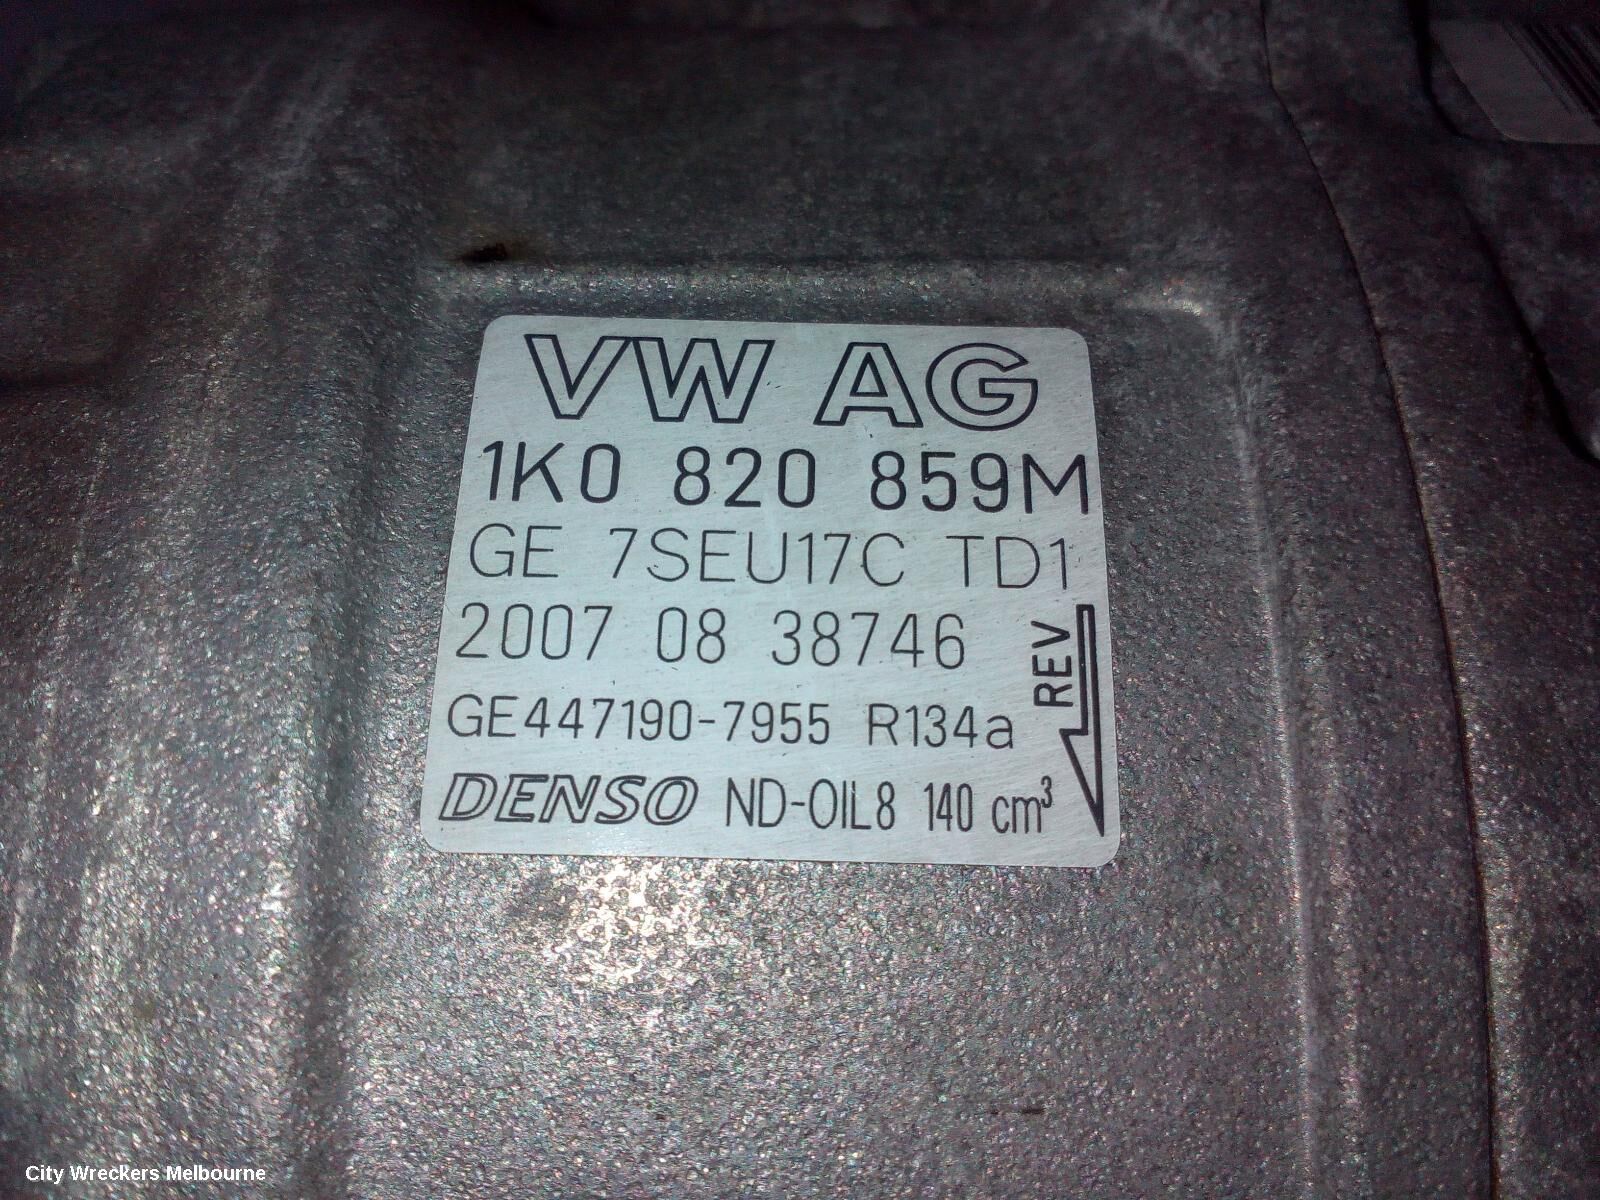 VW AG
1K0 820 859M
GE 7SEU17C TD1
2007 08 38746
REV
GE447190-7955 R134a
DENSO ND-OIL8 140 cm³
City Wreckers Melbourne